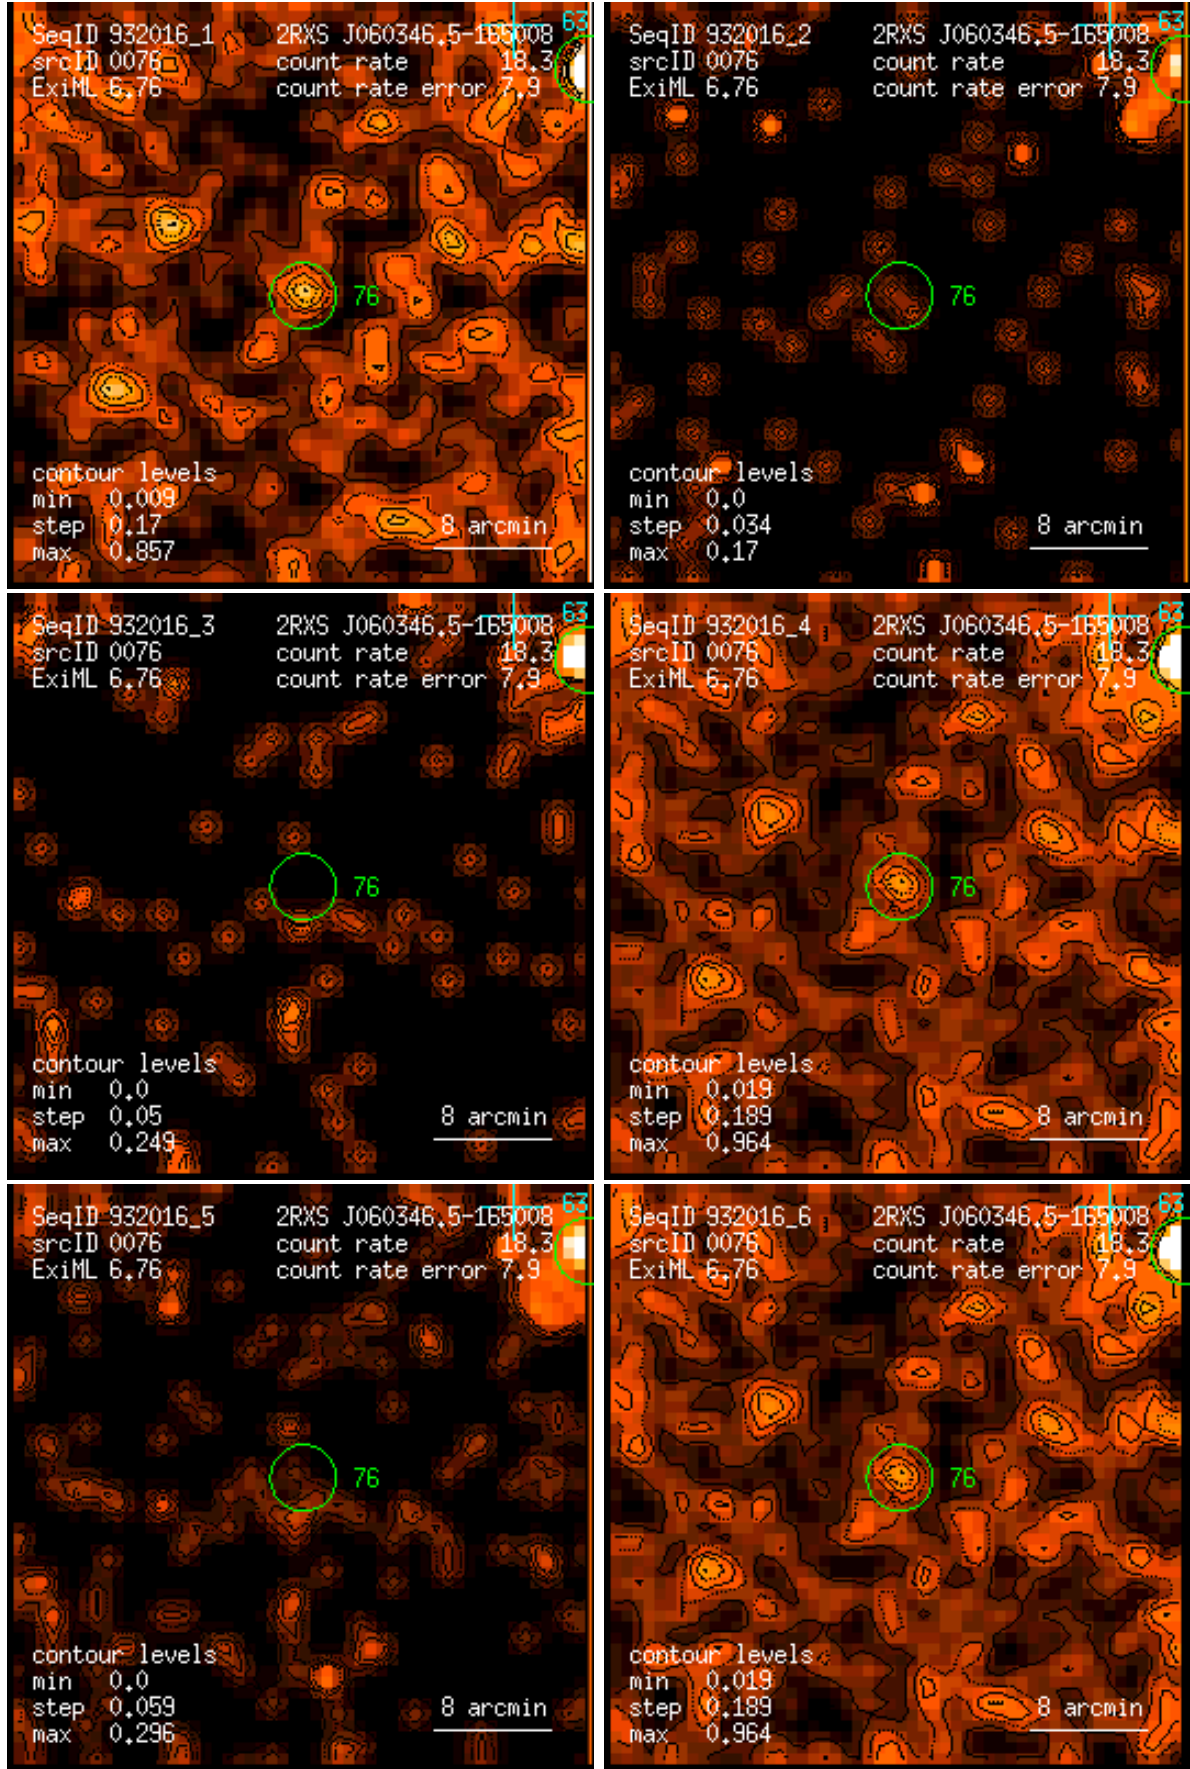 63
SeqID 932016_1 2RXS J060346.5-165008
srcID 0076 count rate 18.3
ExiML 6.76 count rate error 7.9
76
contour levels
min 0.009
step 0.17
max 0.857
8 arcmin
63
SeqID 932016_2 2RXS J060346.5-165008
srcID 0076 count rate 18.3
ExiML 6.76 count rate error 7.9
76
contour levels
min 0.0
step 0.034
max 0.17
8 arcmin
63
SeqID 932016_3 2RXS J060346.5-165008
srcID 0076 count rate 18.3
ExiML 6.76 count rate error 7.9
76
contour levels
min 0.0
step 0.05
max 0.249
8 arcmin
63
SeqID 932016_4 2RXS J060346.5-165008
srcID 0076 count rate 18.3
ExiML 6.76 count rate error 7.9
76
contour levels
min 0.019
step 0.189
max 0.964
8 arcmin
63
SeqID 932016_5 2RXS J060346.5-165008
srcID 0076 count rate 18.3
ExiML 6.76 count rate error 7.9
76
contour levels
min 0.0
step 0.059
max 0.296
8 arcmin
63
SeqID 932016_6 2RXS J060346.5-165008
srcID 0076 count rate 18.3
ExiML 6.76 count rate error 7.9
76
contour levels
min 0.019
step 0.189
max 0.964
8 arcmin